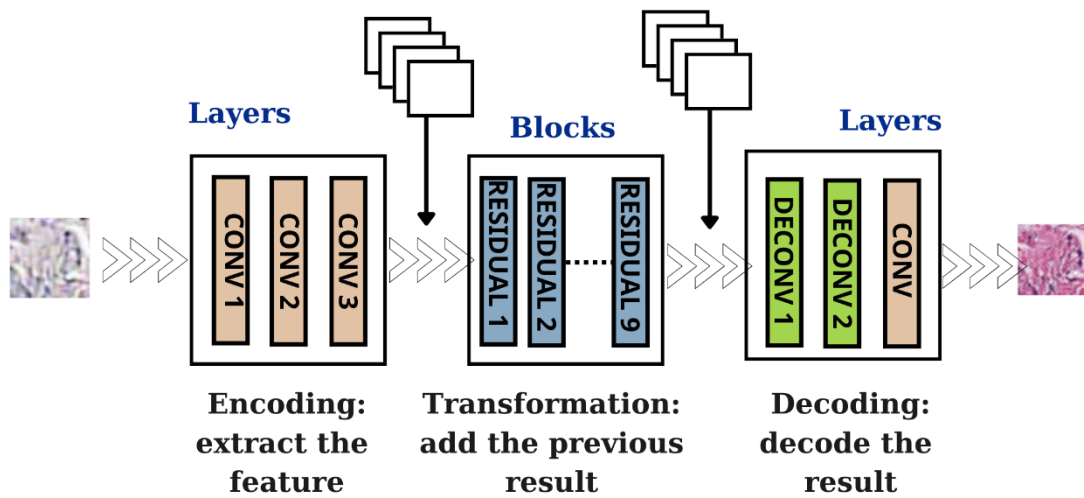 Layers
Blocks
Layers
CONV 1
CONV 2
CONV 3
RESIDUAL 1
RESIDUAL 2
RESIDUAL 9
DECONV 1
DECONV 2
CONV
Encoding:
extract the
feature
Transformation:
add the previous
result
Decoding:
decode the
result